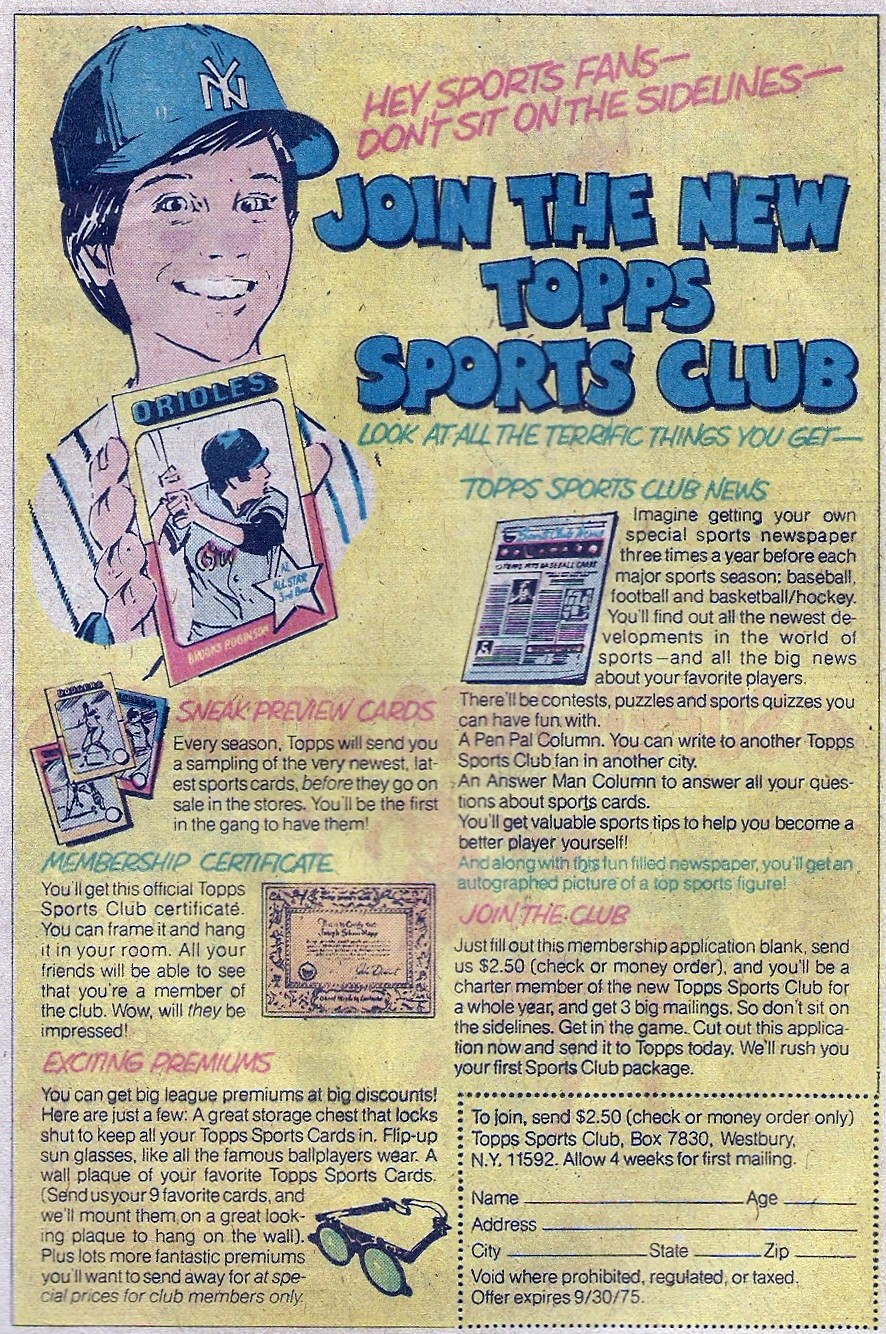 NY
HEY SPORTS FANS—
DON'T SIT ON THE SIDELINES—
JOIN THE NEW
TOPPS
SPORTS CLUB
LOOK AT ALL THE TERRIFIC THINGS YOU GET—
ORIOLES
AL
ALL STAR
3rd Base
BROOKS ROBINSON
TOPPS SPORTS CLUB NEWS
Imagine getting your own
special sports newspaper
three times a year before each
major sports season: baseball,
football and basketball/hockey.
You'll find out all the newest de-
velopments in the world of
sports—and all the big news
about your favorite players.
There'll be contests, puzzles and sports quizzes you
can have fun with.
A Pen Pal Column. You can write to another Topps
Sports Club fan in another city.
An Answer Man Column to answer all your ques-
tions about sports cards.
You'll get valuable sports tips to help you become a
better player yourself!
And along with this fun filled newspaper, you'll get an
autographed picture of a top sports figure!
DODGERS
SNEAK PREVIEW CARDS
Every season, Topps will send you
a sampling of the very newest, lat-
est sports cards, before they go on
sale in the stores. You'll be the first
in the gang to have them!
MEMBERSHIP CERTIFICATE
You'll get this official Topps
Sports Club certificate.
You can frame it and hang
it in your room. All your
friends will be able to see
that you're a member of
the club. Wow, will they be
impressed!
This is to Certify that
EXCITING PREMIUMS
You can get big league premiums at big discounts!
Here are just a few: A great storage chest that locks
shut to keep all your Topps Sports Cards in. Flip-up
sun glasses, like all the famous ballplayers wear. A
wall plaque of your favorite Topps Sports Cards.
(Send us your 9 favorite cards, and
we'll mount them on a great look-
ing plaque to hang on the wall).
Plus lots more fantastic premiums
you'll want to send away for at spe-
cial prices for club members only.
JOIN THE CLUB
Just fill out this membership application blank, send
us $2.50 (check or money order), and you'll be a
charter member of the new Topps Sports Club for
a whole year, and get 3 big mailings. So don't sit on
the sidelines. Get in the game. Cut out this applica-
tion now and send it to Topps today. We'll rush you
your first Sports Club package.
To join, send $2.50 (check or money order only)
Topps Sports Club, Box 7830, Westbury,
N.Y. 11592. Allow 4 weeks for first mailing.
Name Age
Address
City State Zip
Void where prohibited, regulated, or taxed.
Offer expires 9/30/75.